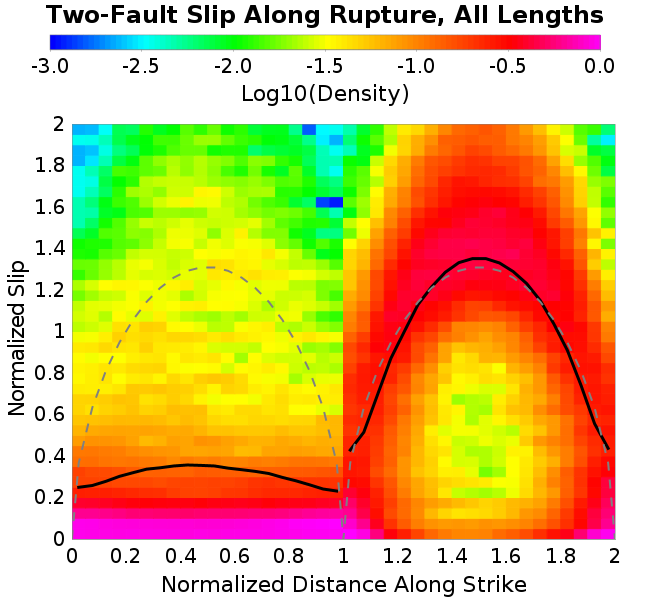 Two-Fault Slip Along Rupture, All Lengths
-3.0 -2.5 -2.0 -1.5 -1.0 -0.5 0.0
Log10(Density)
2
1.8
1.6
1.4
1.2
1
0.8
0.6
0.4
0.2
0
Normalized Slip
0 0.2 0.4 0.6 0.8 1 1.2 1.4 1.6 1.8 2
Normalized Distance Along Strike